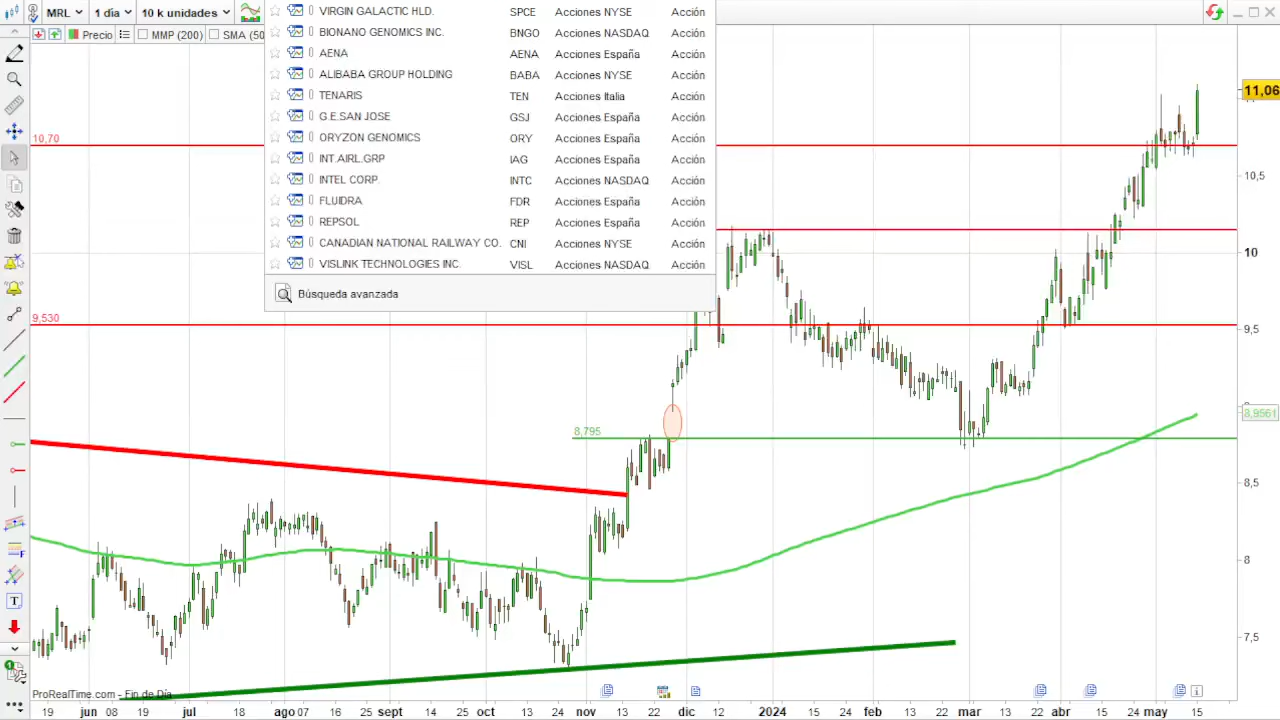 MRL 1 día 10 k unidades
Precio MMP (200) SMA (50
VIRGIN GALACTIC HLD. SPCE Acciones NYSE Acción
BIONANO GENOMICS INC. BNGO Acciones NASDAQ Acción
AENA AENA Acciones España Acción
ALIBABA GROUP HOLDING BABA Acciones NYSE Acción
TENARIS TEN Acciones Italia Acción
G.E.SAN JOSE GSJ Acciones España Acción
ORYZON GENOMICS ORY Acciones España Acción
INT.AIRL.GRP IAG Acciones España Acción
INTEL CORP. INTC Acciones NASDAQ Acción
FLUIDRA FDR Acciones España Acción
REPSOL REP Acciones España Acción
CANADIAN NATIONAL RAILWAY CO. CNI Acciones NYSE Acción
VISLINK TECHNOLOGIES INC. VISL Acciones NASDAQ Acción
Búsqueda avanzada
11,06
10,70
10,5
10
9,530
9,5
8,9561
8,795
8,5
8
7,5
ProRealTime.com - Fin de Día
19 jun 08 19 jul 18 ago 07 16 25 sept 14 25 oct 16 25 nov 13 22 dic 12 2024 15 24 feb 13 22 mar 13 22 abr 15 24 may 15